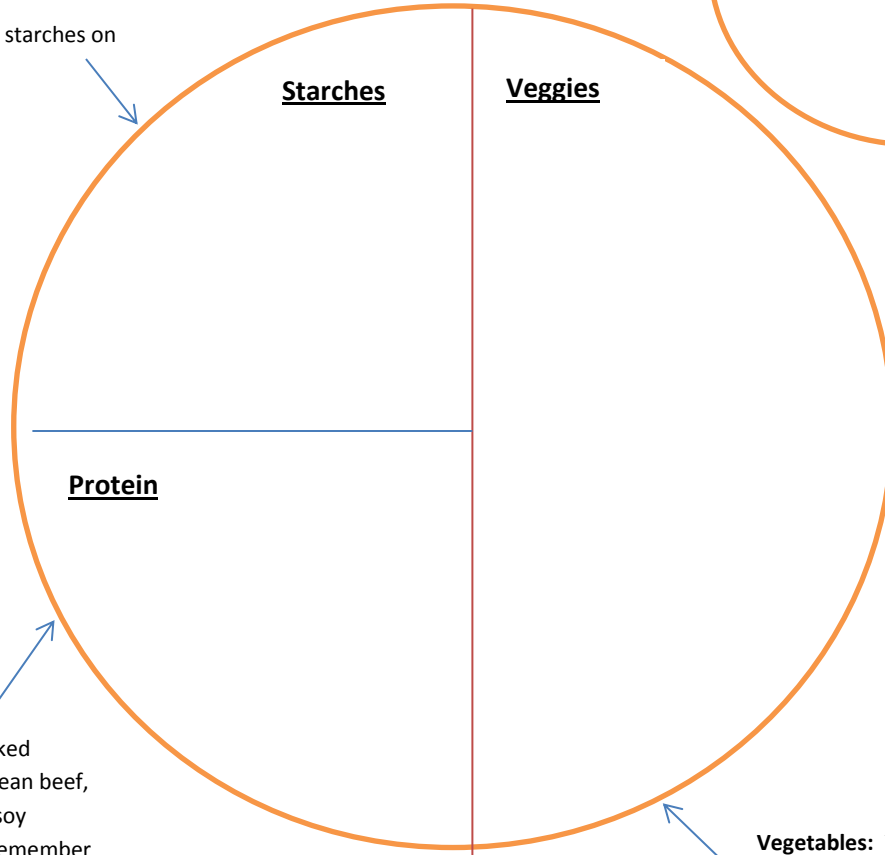 starches on
Starches
Veggies
Protein
ean beef,
soy
Vegetables: